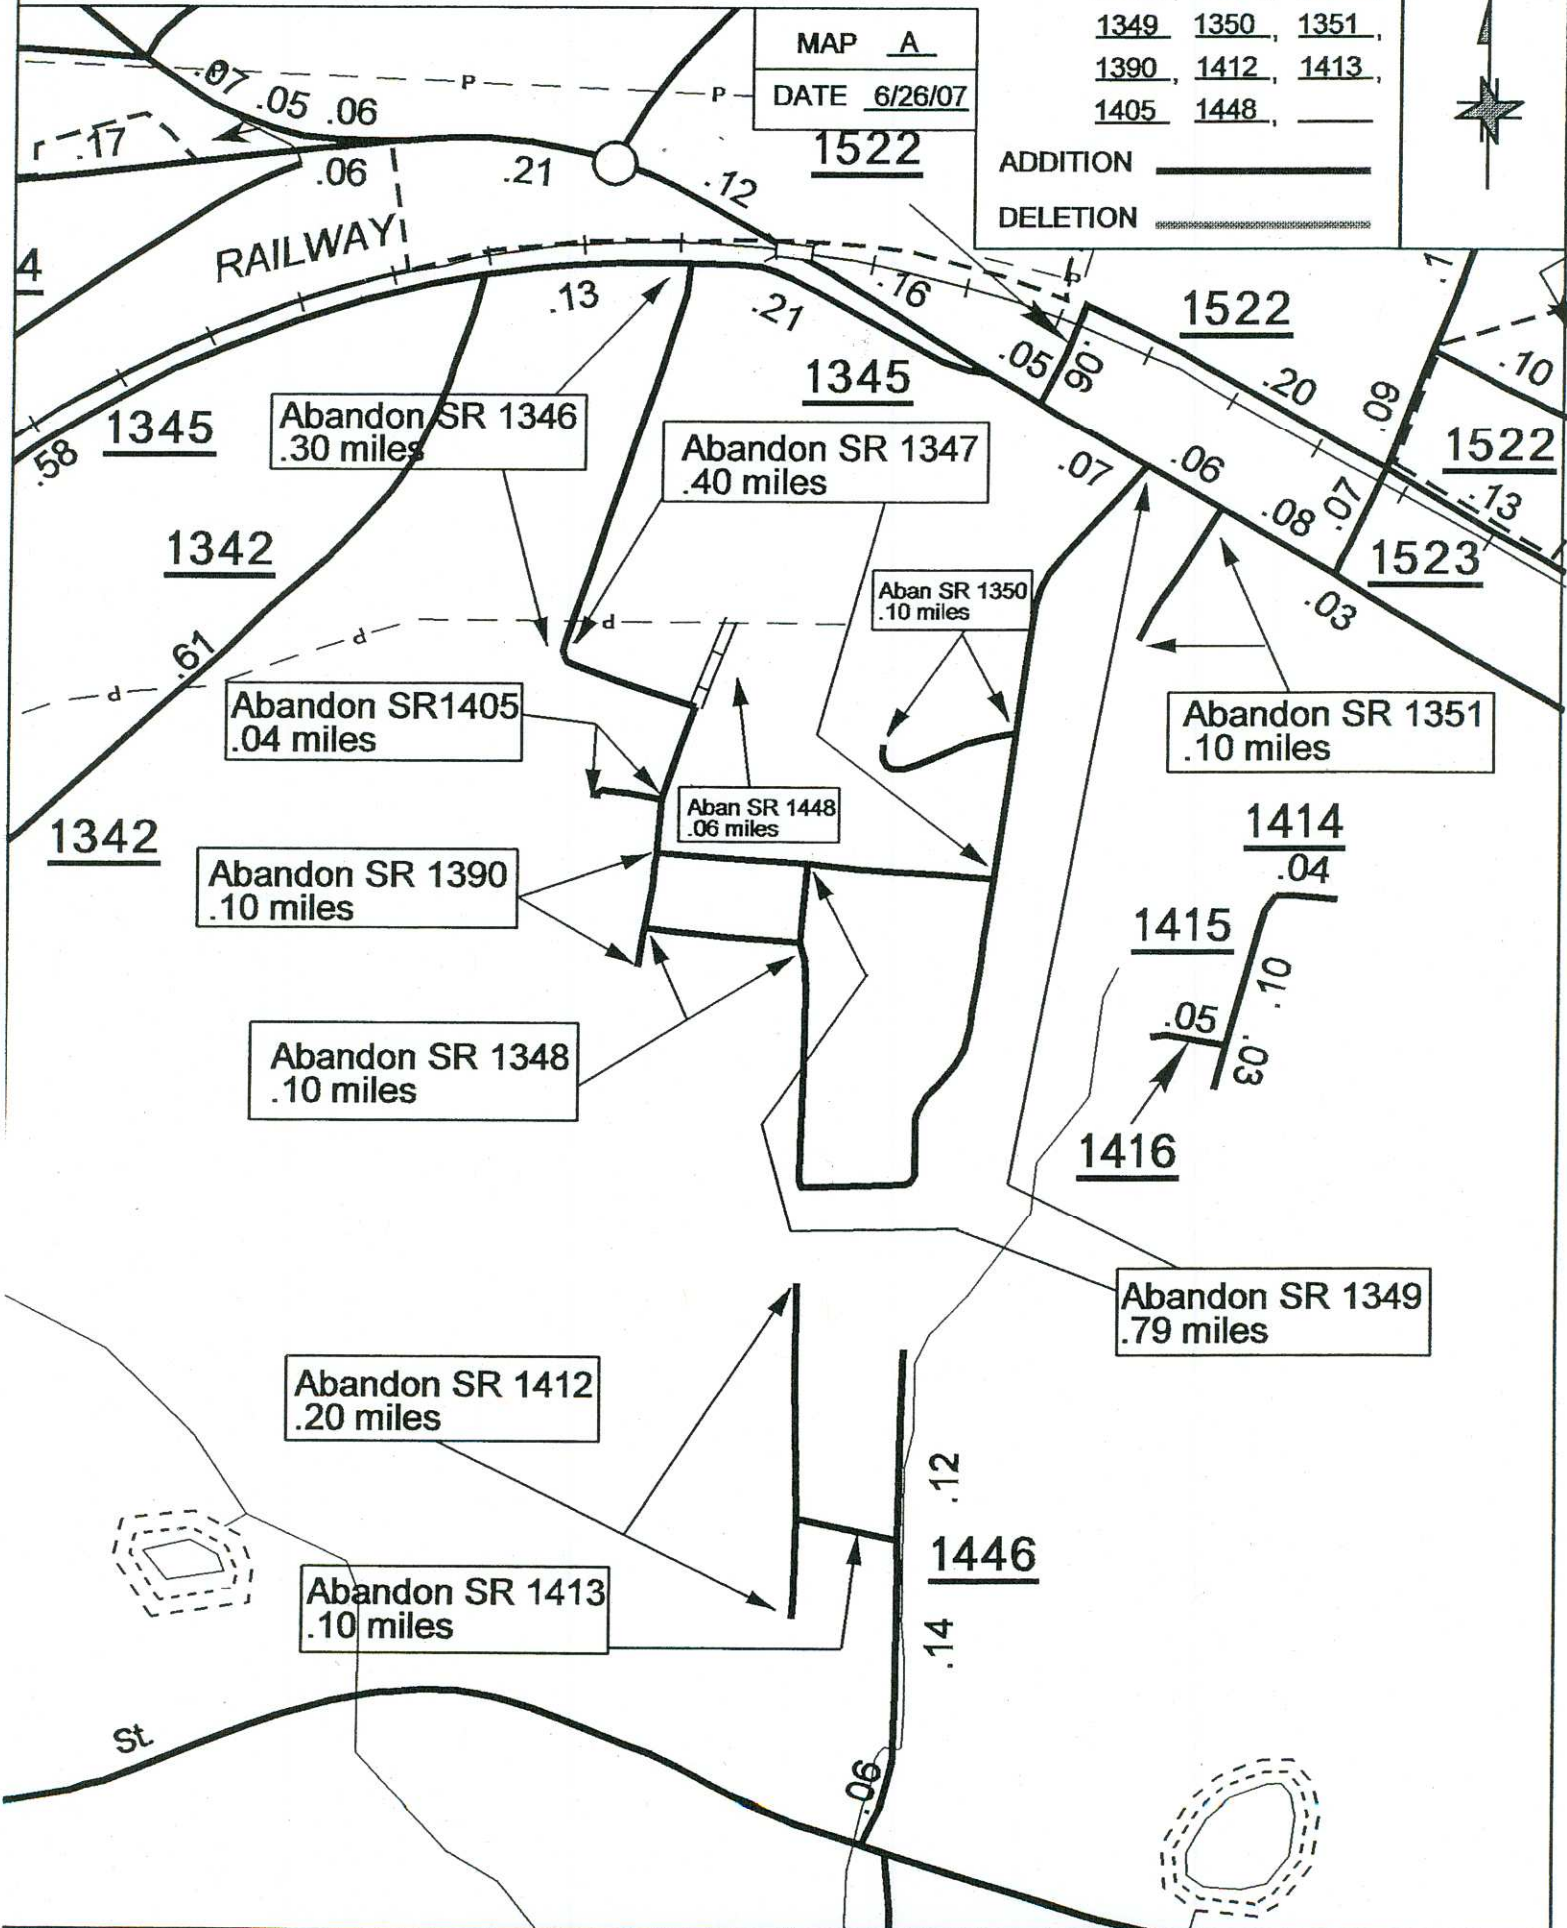 MAP A
DATE 6/26/07
1349 1350, 1351,
1390, 1412, 1413,
1405 1448,
ADDITION
DELETION
.07 .05 .06
P
P
P
.17
.06
.21
.12
1522
RAILWAY
4
.13
.21
.16
P
1522
.1
.10
.05
.06
.20
.09
1345
1345
.58
Abandon SR 1346
.30 miles
Abandon SR 1347
.40 miles
1522
.07
.06
.08
.07
.13
1523
.03
1342
.61
P
P
P
Aban SR 1350
.10 miles
Abandon SR1405
.04 miles
Abandon SR 1351
.10 miles
Aban SR 1448
.06 miles
1342
1414
.04
Abandon SR 1390
.10 miles
1415
.10
.05
.03
Abandon SR 1348
.10 miles
1416
Abandon SR 1349
.79 miles
Abandon SR 1412
.20 miles
.12
1446
Abandon SR 1413
.10 miles
.14
St.
.06